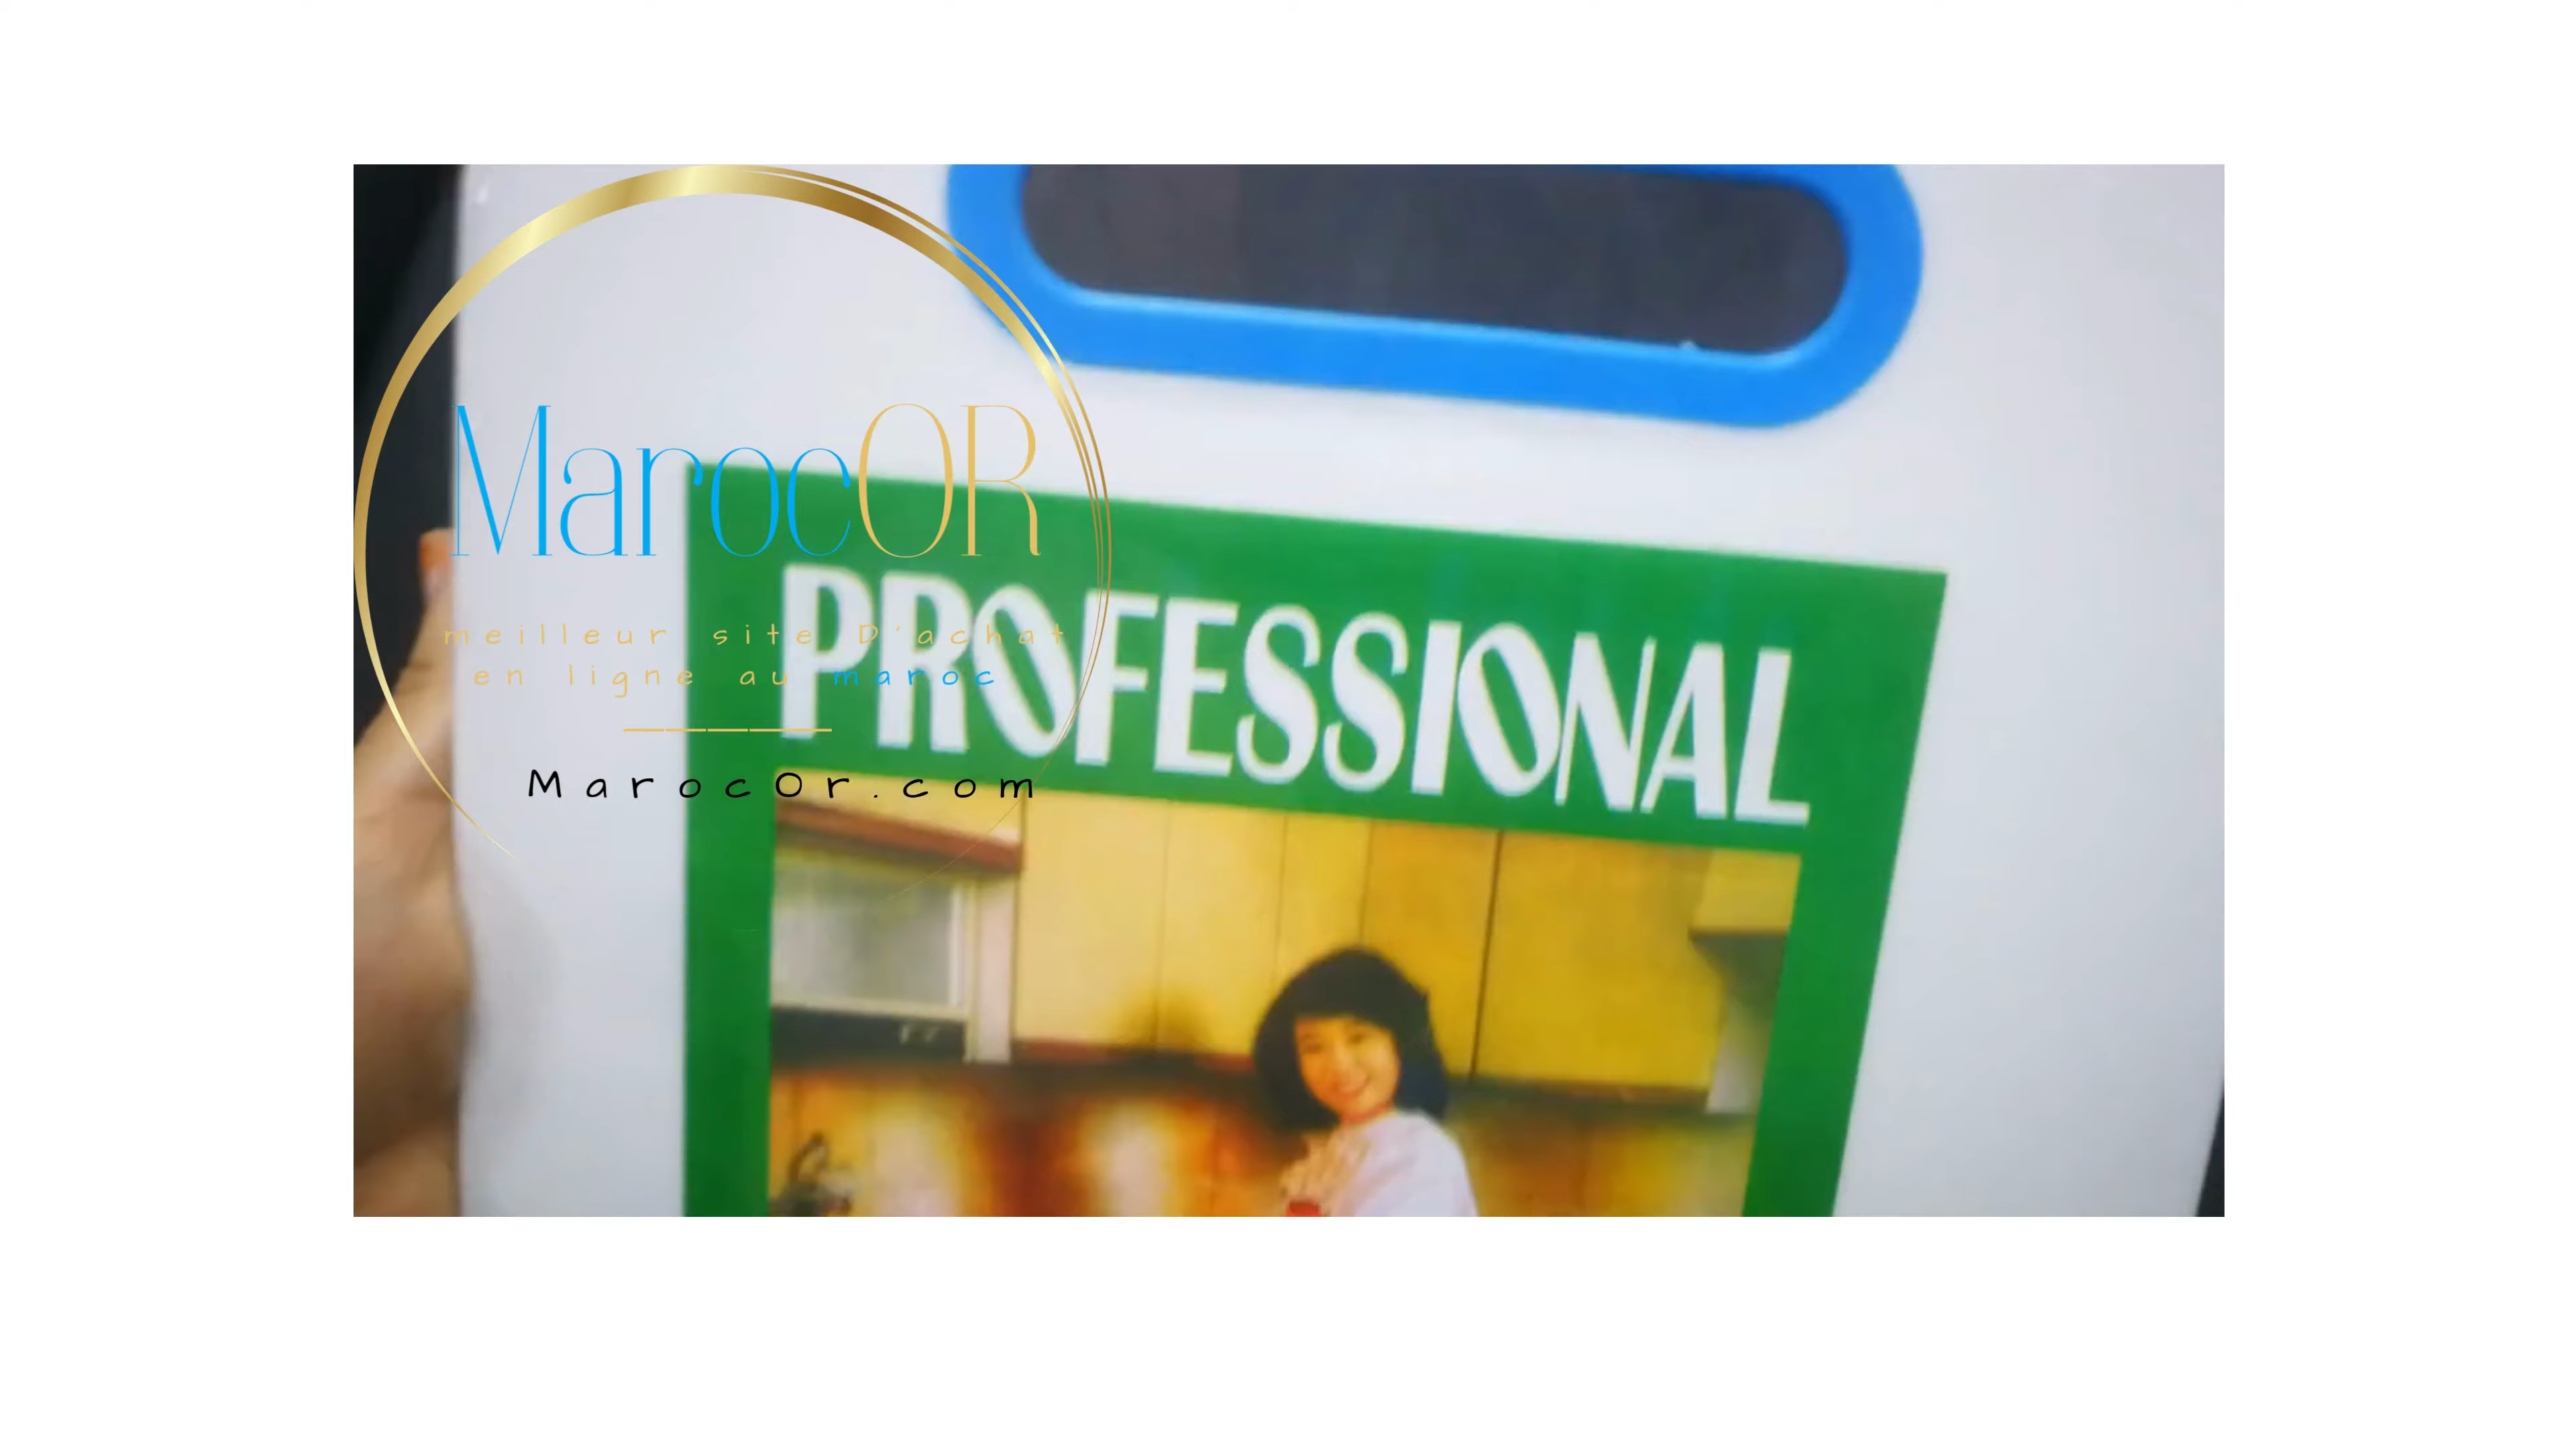 MarocOR
meilleur site D'achat
en ligne au maroc
MarocOr.com
PROFESSIONAL